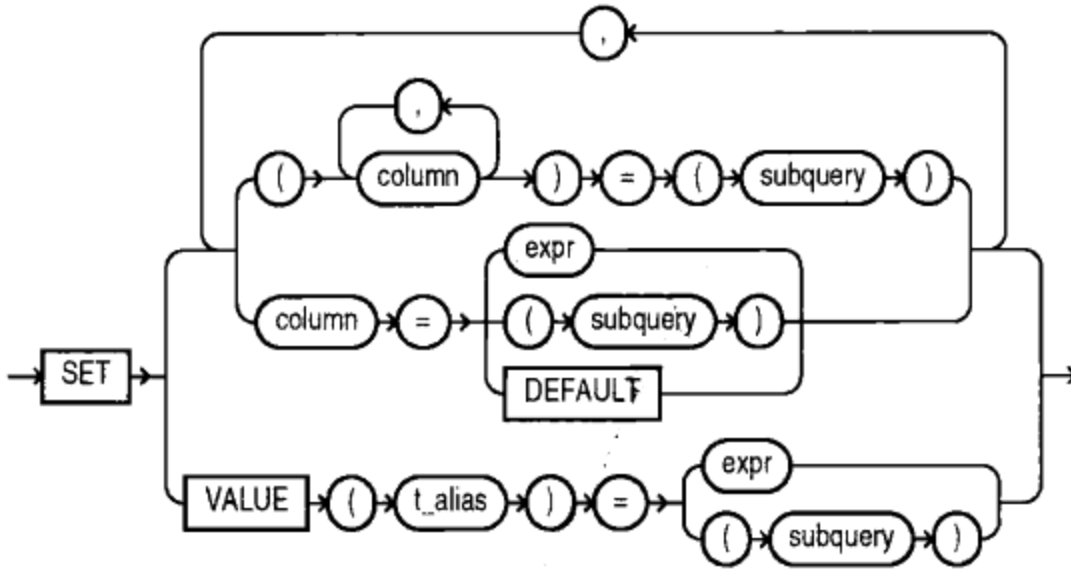 ,
,
( column ) = ( subquery )
expr
column = ( subquery )
SET
DEFAULT
expr
VALUE ( t_alias ) =
( subquery )